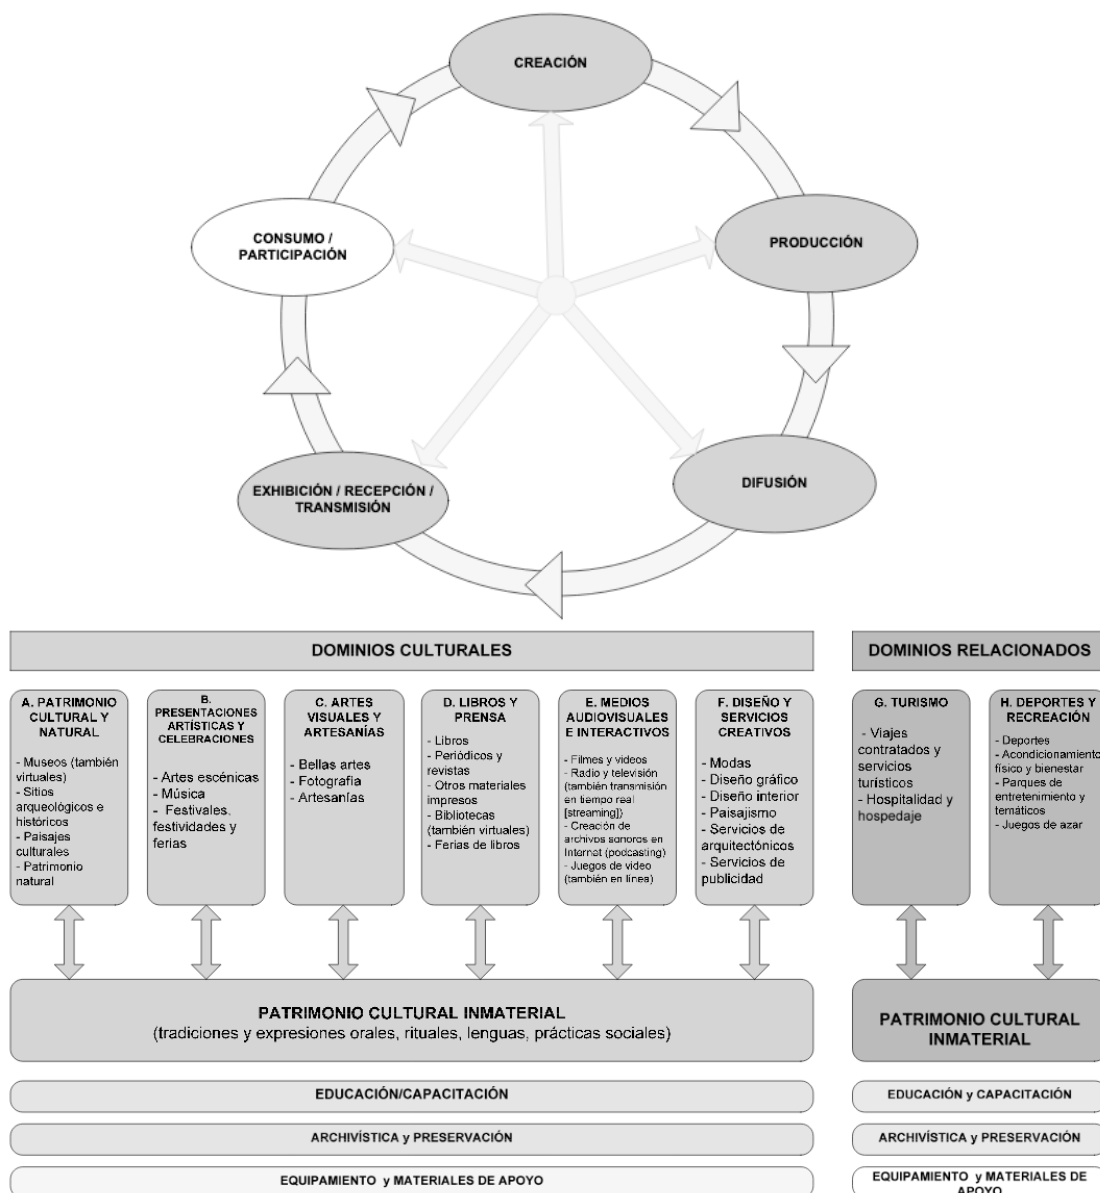 CREACIÓN
CONSUMO /
PARTICIPACIÓN
PRODUCCIÓN
EXHIBICIÓN / RECEPCIÓN /
TRANSMISIÓN
DIFUSIÓN
DOMINIOS CULTURALES
DOMINIOS RELACIONADOS
A. PATRIMONIO
CULTURAL Y
NATURAL
- Museos (también
virtuales)
- Sitios
arqueológicos e
históricos
- Paisajes
culturales
- Patrimonio
natural
B.
PRESENTACIONES
ARTÍSTICAS Y
CELEBRACIONES
- Artes escénicas
- Música
- Festivales,
festividades y
ferias
C. ARTES
VISUALES Y
ARTESANÍAS
- Bellas artes
- Fotografía
- Artesanías
D. LIBROS Y
PRENSA
- Libros
- Periódicos y
revistas
- Otros materiales
impresos
- Bibliotecas
(también virtuales)
- Ferias de libros
E. MEDIOS
AUDIOVISUALES
E INTERACTIVOS
- Filmes y videos
- Radio y televisión
(también transmisión
en tiempo real
[streaming])
- Creación de
archivos sonoros en
Internet (podcasting)
- Juegos de video
(también en línea)
F. DISEÑO Y
SERVICIOS
CREATIVOS
- Modas
- Diseño gráfico
- Diseño interior
- Paisajismo
- Servicios de
arquitectónicos
- Servicios de
publicidad
G. TURISMO
- Viajes
contratados y
servicios
turísticos
- Hospitalidad y
hospedaje
H. DEPORTES Y
RECREACIÓN
- Deportes
- Acondicionamiento
físico y bienestar
- Parques de
entretenimiento y
temáticos
- Juegos de azar
PATRIMONIO CULTURAL INMATERIAL
(tradiciones y expresiones orales, rituales, lenguas, prácticas sociales)
PATRIMONIO CULTURAL
INMATERIAL
EDUCACIÓN/CAPACITACIÓN
EDUCACIÓN y CAPACITACIÓN
ARCHIVÍSTICA y PRESERVACIÓN
ARCHIVÍSTICA y PRESERVACIÓN
EQUIPAMIENTO y MATERIALES DE APOYO
EQUIPAMIENTO y MATERIALES DE
APOYO